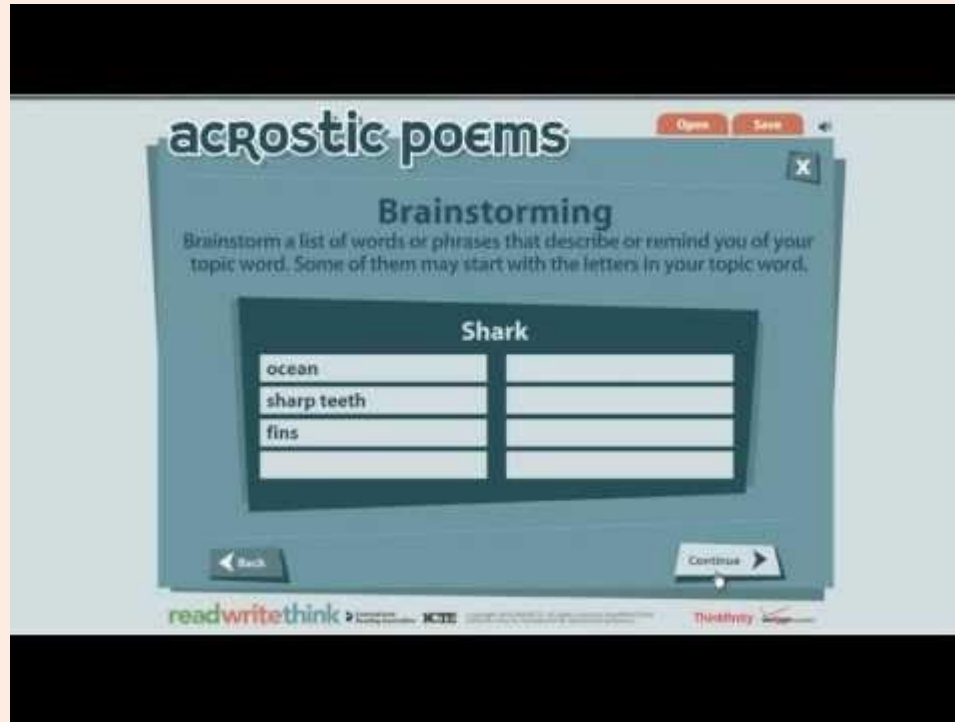 acrostic poems
Open
Save
X
Brainstorming
Brainstorm a list of words or phrases that describe or remind you of your
topic word. Some of them may start with the letters in your topic word.
Shark
ocean
sharp teeth
fins
Back
Continue
readwritethink
NCTE
Thinkfinity